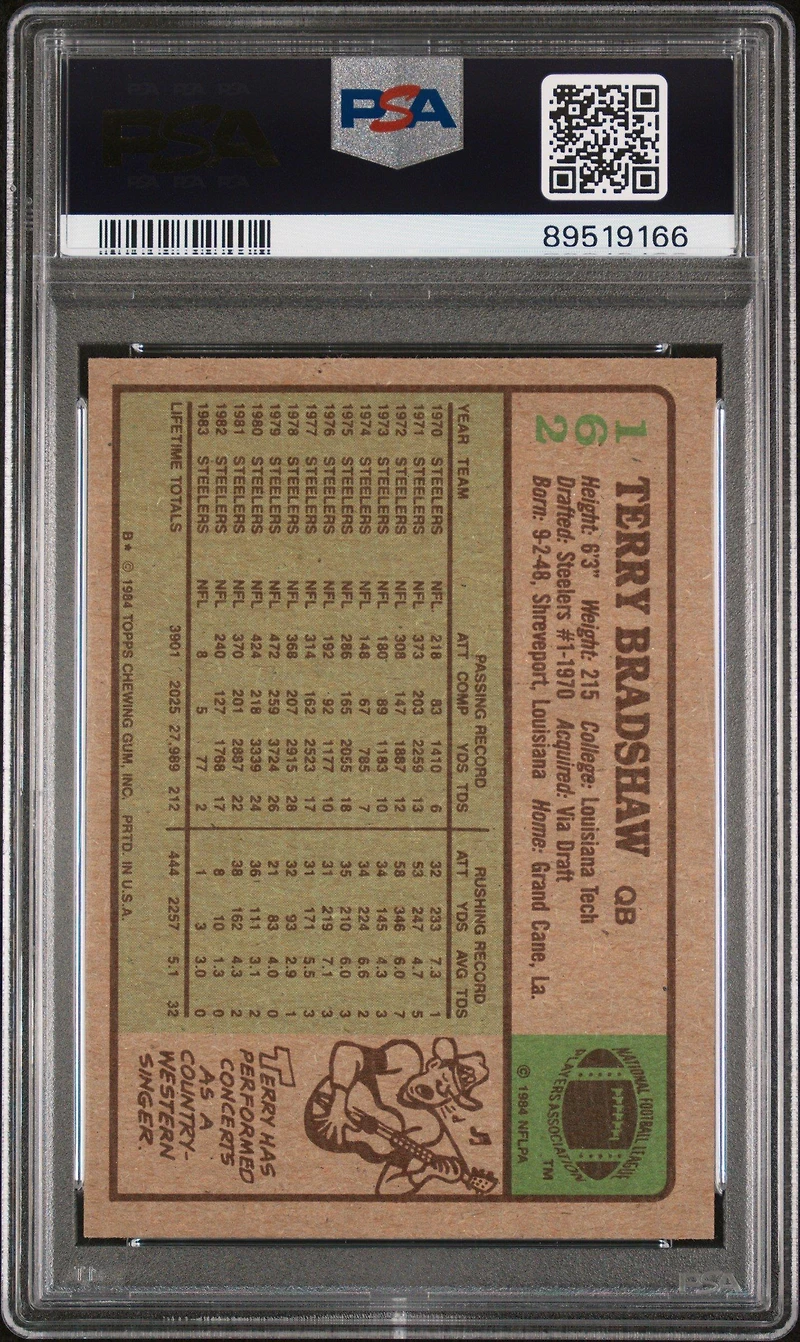 PSA
PSA
89519166
162
TERRY BRADSHAW QB
Height: 6'3" Weight: 215 College: Louisiana Tech
Drafted: Steelers #1-1970 Acquired: Via Draft
Born: 9-2-48, Shreveport, Louisiana Home: Grand Cane, La.
NATIONAL FOOTBALL LEAGUE
PLAYERS ASSOCIATION
TM
© 1984 NFLPA
PASSING RECORD RUSHING RECORD
YEAR TEAM ATT COMP YDS TDS ATT YDS AVG TDS
1970 STEELERS NFL 218 83 1410 6 32 233 7.3 1
1971 STEELERS NFL 373 203 2259 13 53 247 4.7 5
1972 STEELERS NFL 308 147 1887 12 58 346 6.0 7
1973 STEELERS NFL 180 89 1183 10 34 145 4.3 3
1974 STEELERS NFL 148 67 785 7 34 224 6.6 2
1975 STEELERS NFL 286 165 2055 18 35 210 6.0 3
1976 STEELERS NFL 192 92 1177 10 31 219 7.1 3
1977 STEELERS NFL 314 162 2523 17 31 171 5.5 3
1978 STEELERS NFL 368 207 2915 28 32 93 2.9 1
1979 STEELERS NFL 472 259 3724 26 21 83 4.0 0
1980 STEELERS NFL 424 218 3339 24 36 111 3.1 2
1981 STEELERS NFL 370 201 2887 22 38 162 4.3 2
1982 STEELERS NFL 240 127 1768 17 8 10 1.3 0
1983 STEELERS NFL 8 5 77 2 1 3 3.0 0
LIFETIME TOTALS 3901 2025 27,989 212 444 2257 5.1 32
B* © 1984 TOPPS CHEWING GUM, INC. PRTD. IN U.S.A.
TERRY HAS
PERFORMED
CONCERTS
AS A
COUNTRY-
WESTERN
SINGER.
PSA